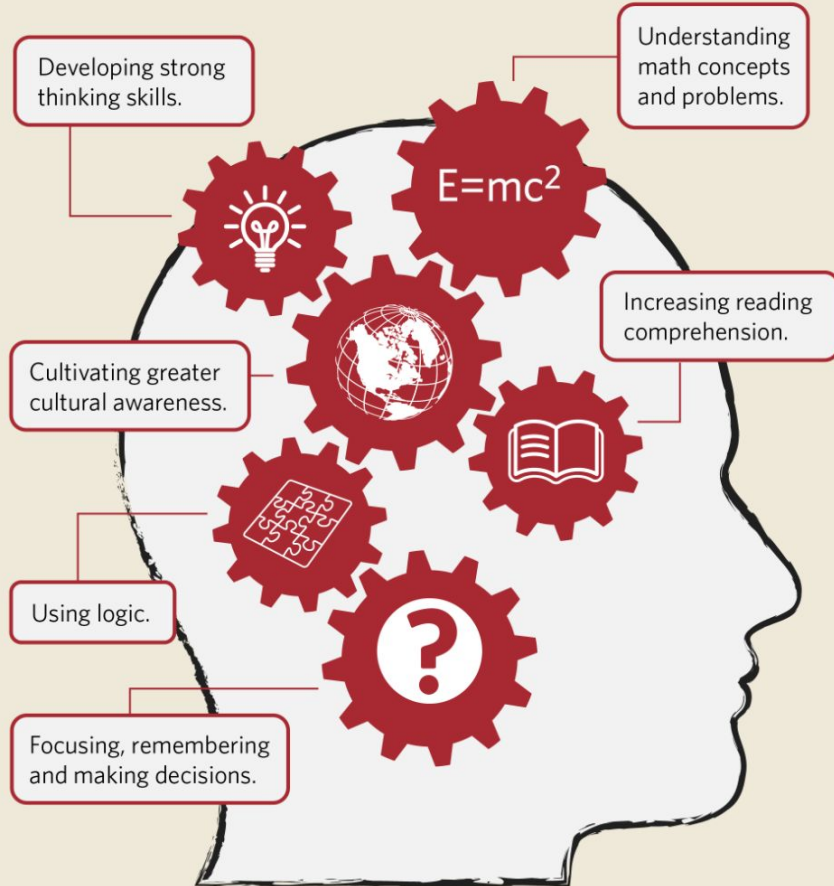 Developing strong
thinking skills.
Understanding
math concepts
and problems.
E=mc²
Increasing reading
comprehension.
Cultivating greater
cultural awareness.
Using logic.
?
Focusing, remembering
and making decisions.